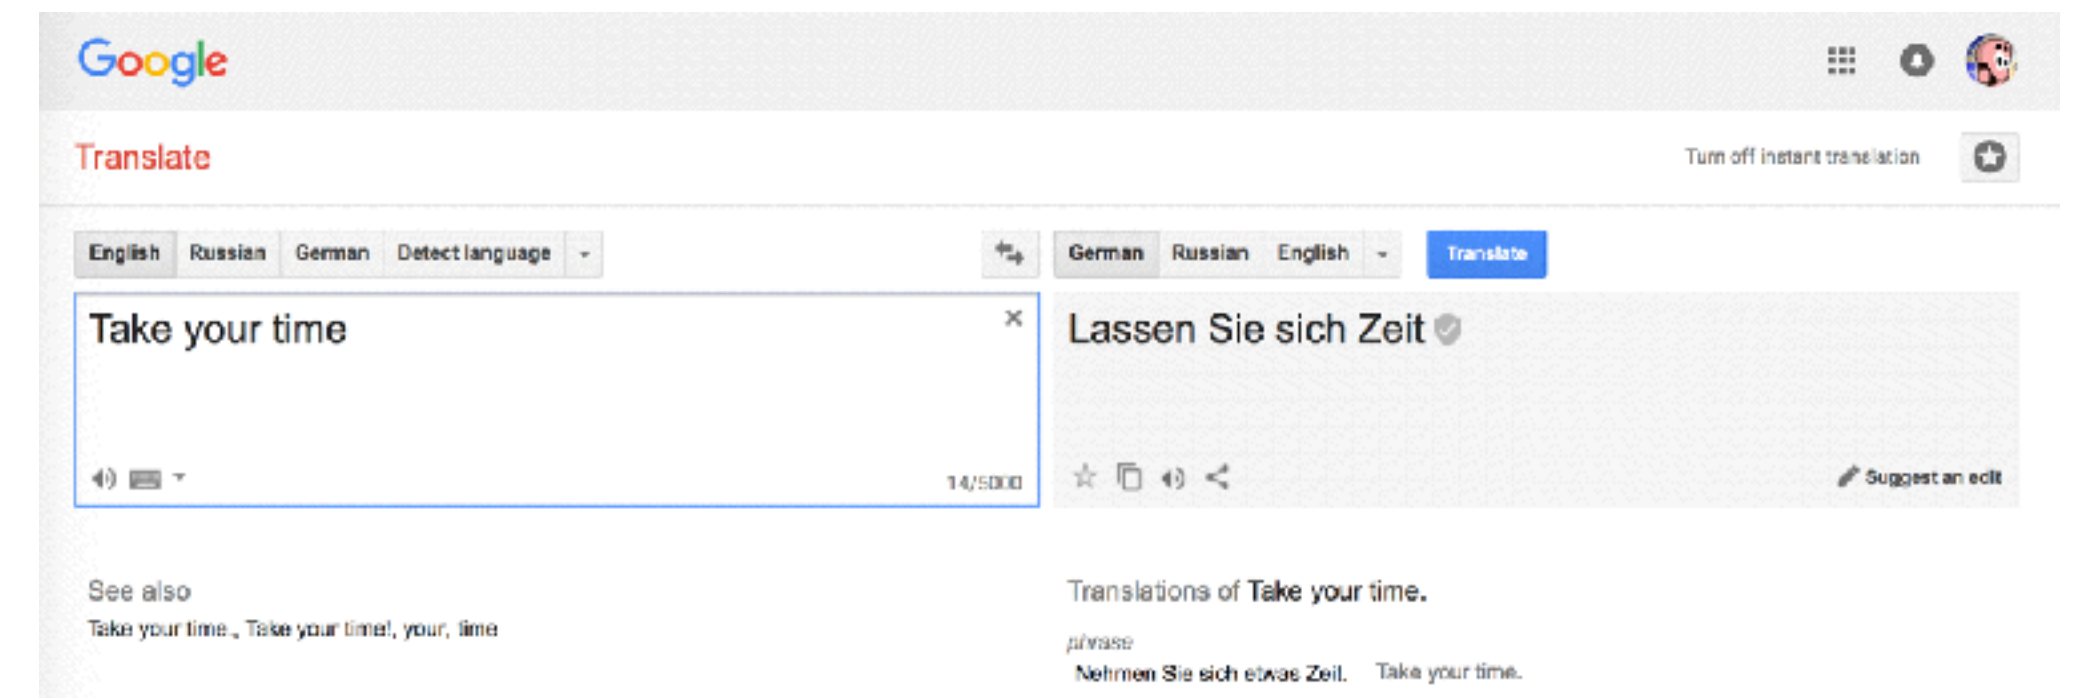 Google
Translate
Turn off instant translation
English Russian German Detect language
German Russian English Translate
Take your time
Lassen Sie sich Zeit
14/5000
Suggest an edit
See also
Take your time., Take your time!, your, time
Translations of Take your time.
phrase
Nehmen Sie sich etwas Zeit. Take your time.